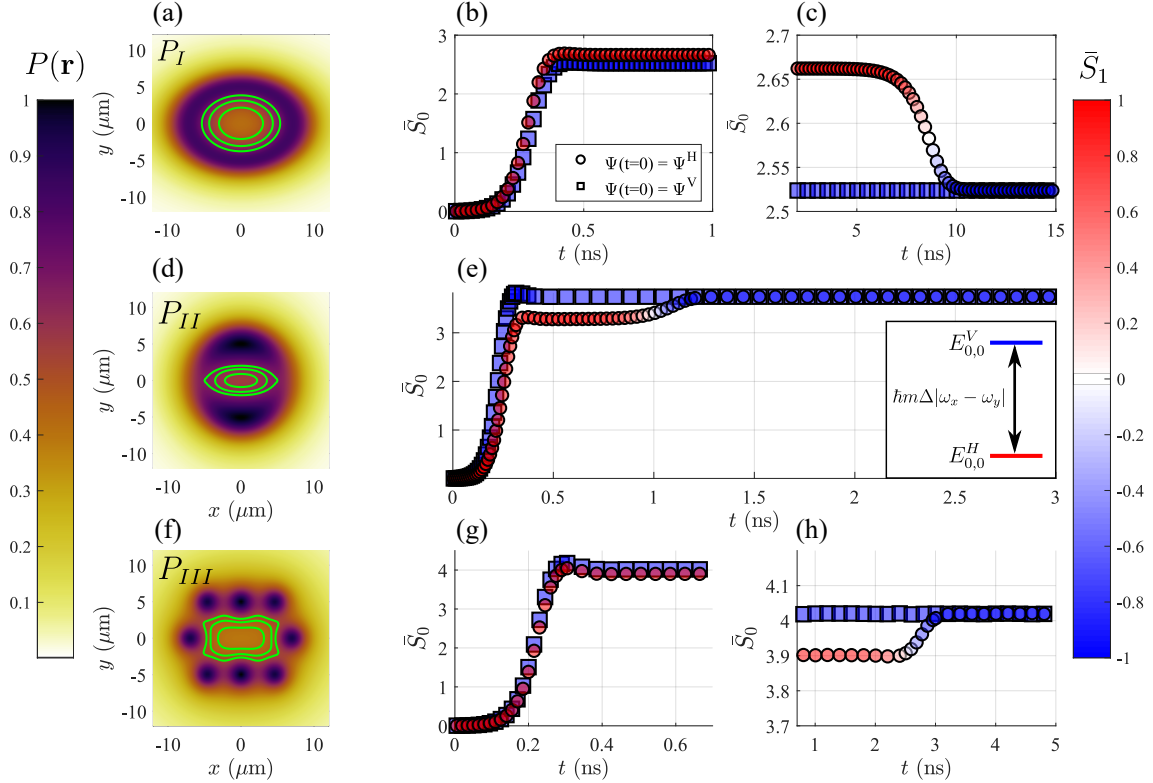 (a)
P(r)
1
0.9
0.8
0.7
0.6
0.5
0.4
0.3
0.2
0.1
P_I
y (μm)
10
5
0
-5
-10
-10
0
10
(b)
S̄_0
3
2
1
0
0
0.5
1
t (ns)
Ψ(t=0) = Ψ^H
Ψ(t=0) = Ψ^V
(c)
S̄_0
2.7
2.65
2.6
2.55
2.5
5
10
15
t (ns)
S̄_1
1
0.8
0.6
0.4
0.2
0
-0.2
-0.4
-0.6
-0.8
-1
(d)
P_II
y (μm)
10
5
0
-5
-10
-10
0
10
x (μm)
(e)
S̄_0
3
2
1
0
0.5
1
1.5
2
2.5
3
t (ns)
E^V_{0,0}
ℏmΔ|ω_x − ω_y|
E^H_{0,0}
(f)
P_III
y (μm)
10
5
0
-5
-10
-10
0
10
x (μm)
(g)
S̄_0
4
3
2
1
0
0
0.2
0.4
0.6
t (ns)
(h)
S̄_0
4.1
4
3.9
3.8
3.7
1
2
3
4
5
t (ns)